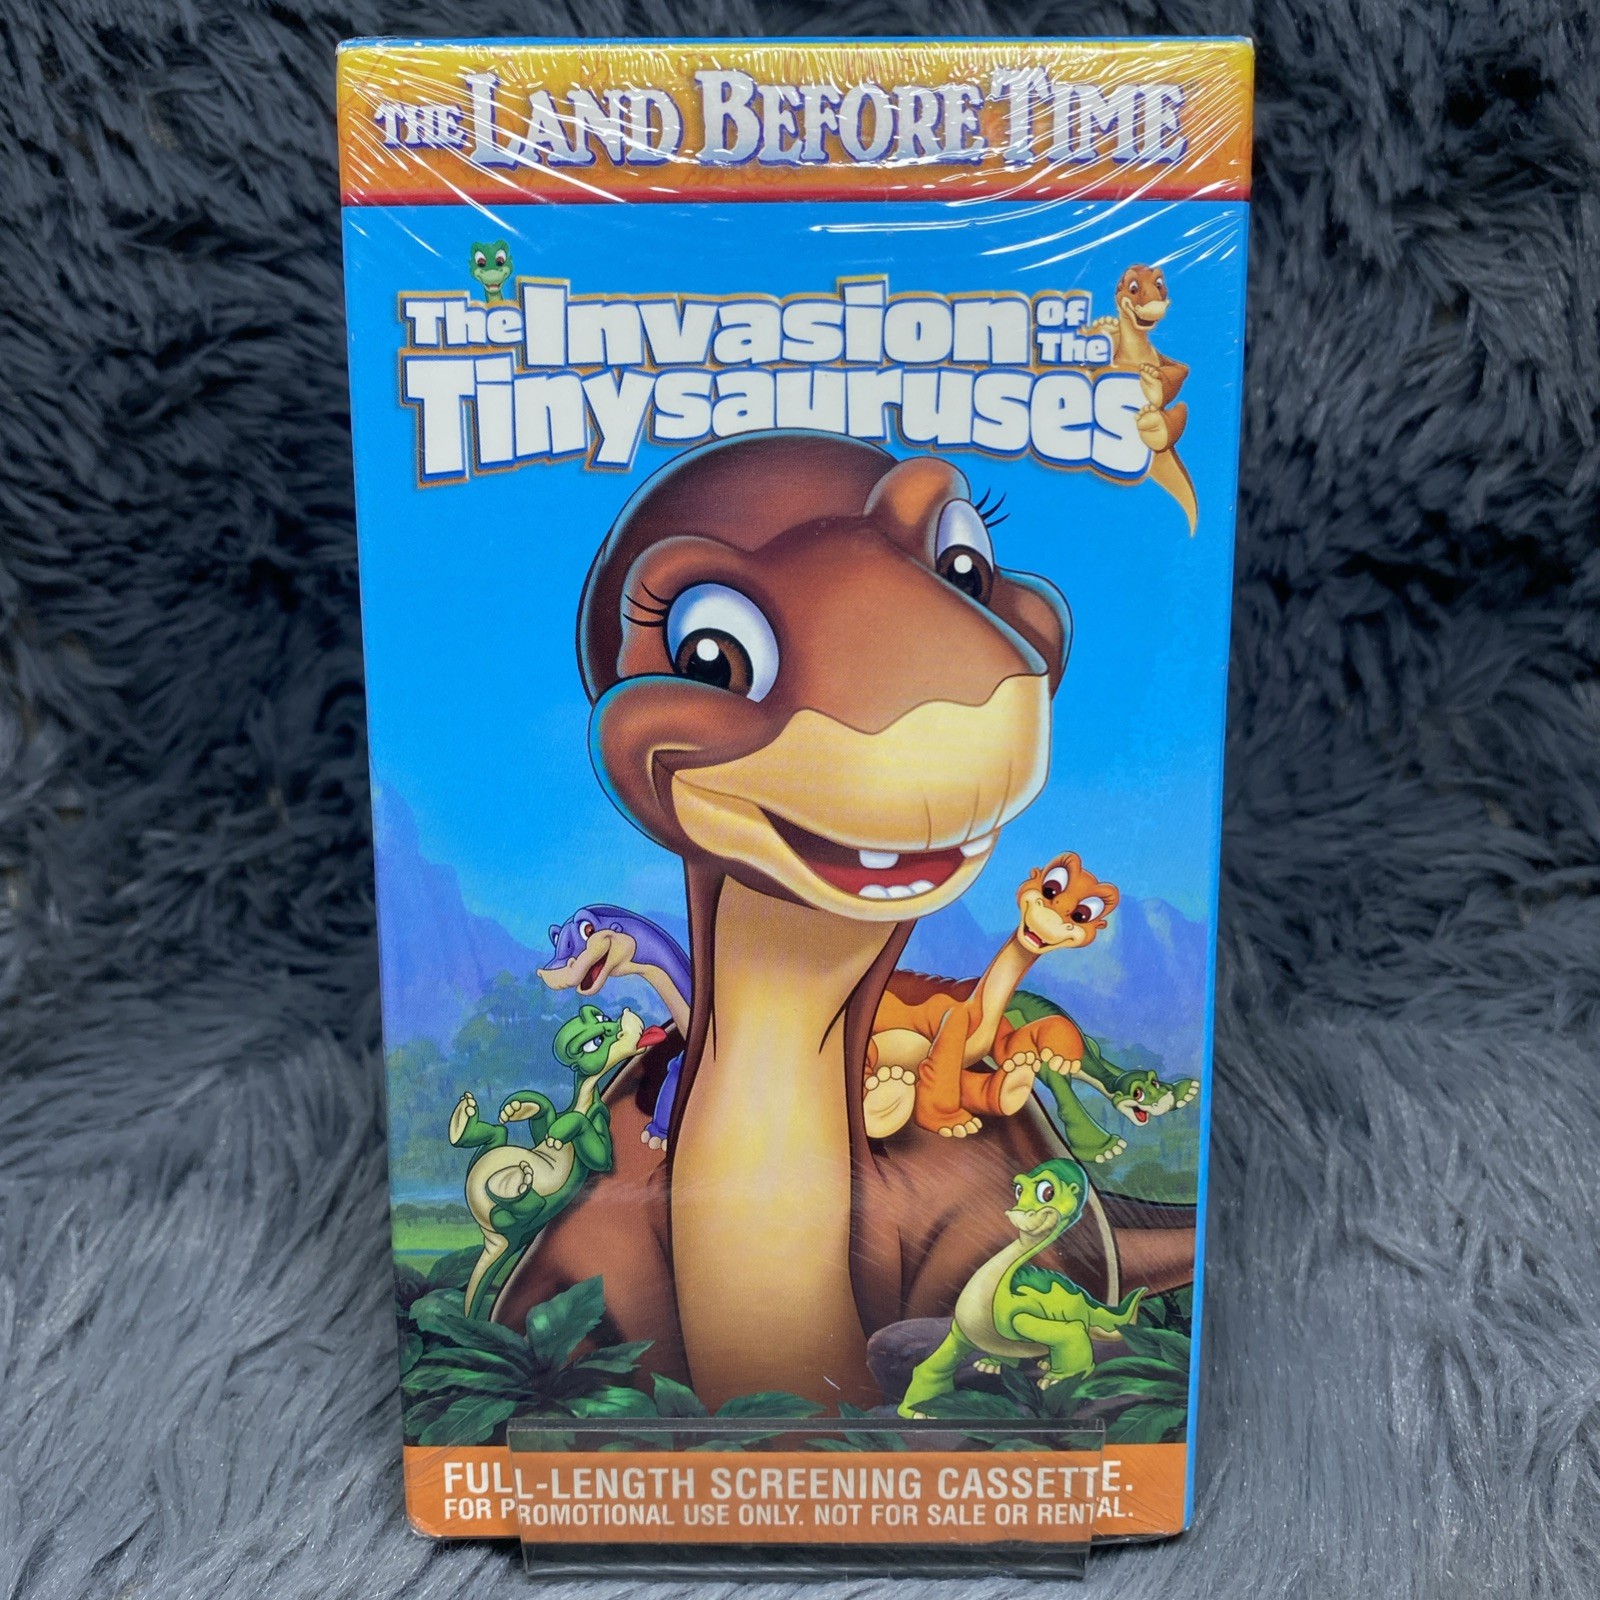 THE LAND BEFORE TIME
The Invasion Of The
Tinysauruses
FULL-LENGTH SCREENING CASSETTE.
FOR PROMOTIONAL USE ONLY. NOT FOR SALE OR RENTAL.